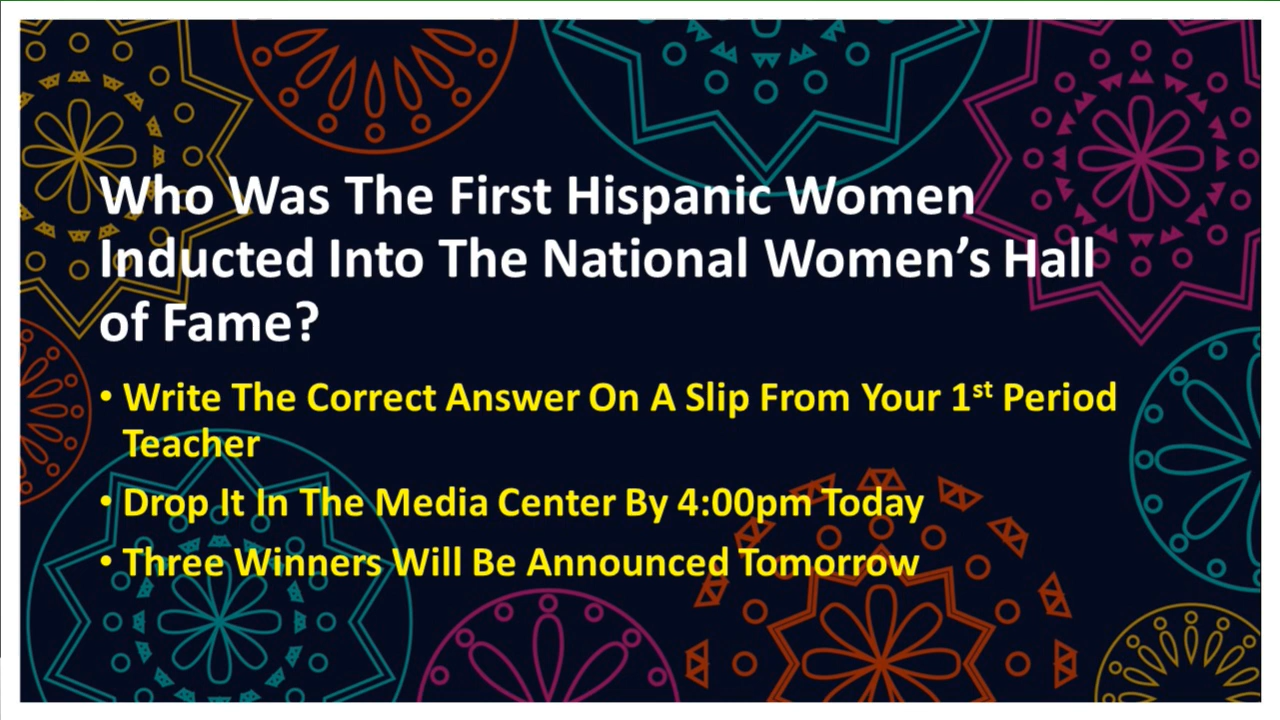 Who Was The First Hispanic Women
Inducted Into The National Women’s Hall
of Fame?
• Write The Correct Answer On A Slip From Your 1st Period
Teacher
• Drop It In The Media Center By 4:00pm Today
• Three Winners Will Be Announced Tomorrow